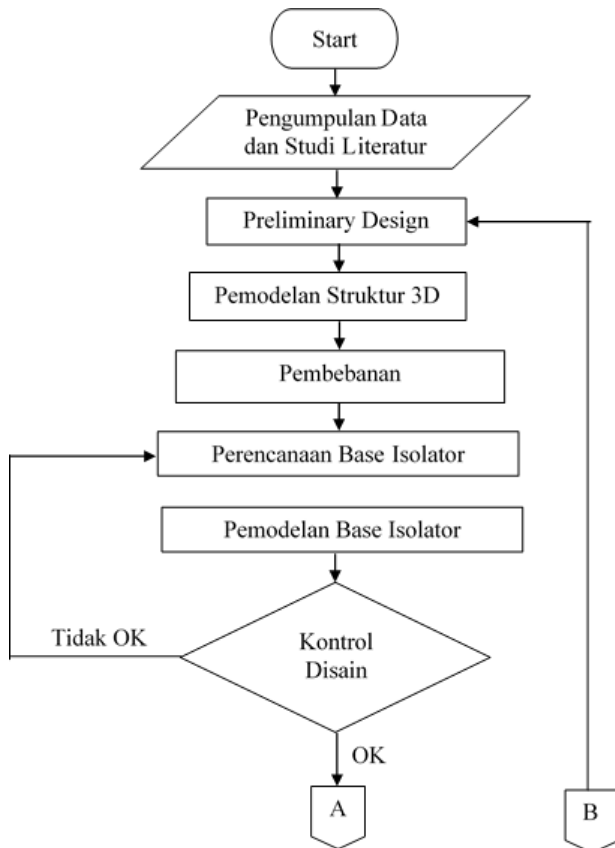 Start
Pengumpulan Data
dan Studi Literatur
Preliminary Design
Pemodelan Struktur 3D
Pembebanan
Perencanaan Base Isolator
Pemodelan Base Isolator
Tidak OK
Kontrol
Disain
OK
A
B